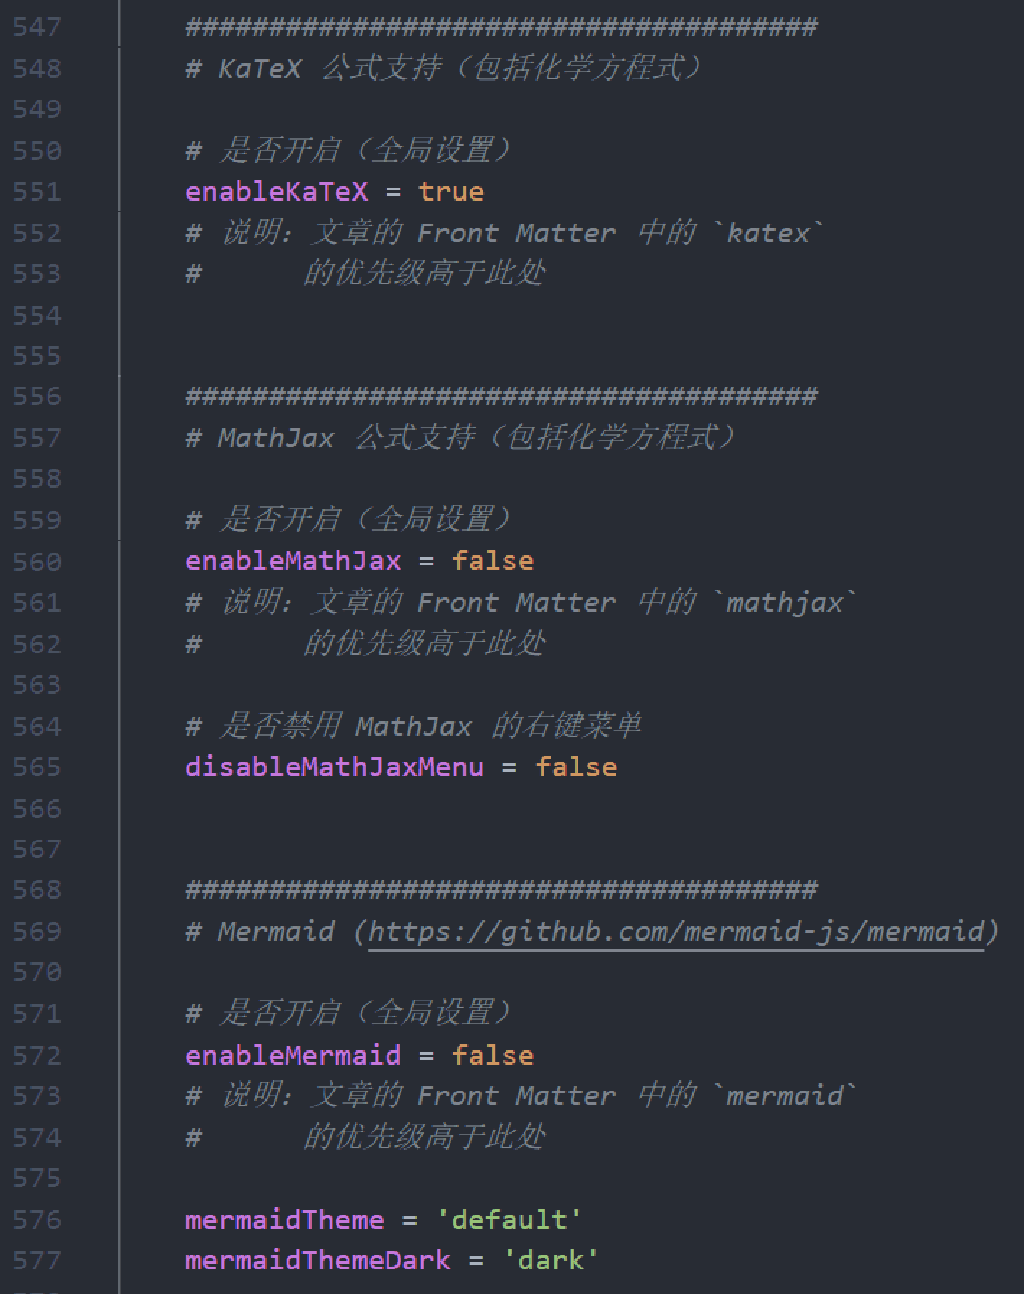 547 ######################################
548 # KaTeX 公式支持（包括化学方程式）
549
550 # 是否开启（全局设置）
551 enableKaTeX = true
552 # 说明：文章的 Front Matter 中的 `katex`
553 #      的优先级高于此处
554
555
556 ######################################
557 # MathJax 公式支持（包括化学方程式）
558
559 # 是否开启（全局设置）
560 enableMathJax = false
561 # 说明：文章的 Front Matter 中的 `mathjax`
562 #      的优先级高于此处
563
564 # 是否禁用 MathJax 的右键菜单
565 disableMathJaxMenu = false
566
567
568 ######################################
569 # Mermaid (https://github.com/mermaid-js/mermaid)
570
571 # 是否开启（全局设置）
572 enableMermaid = false
573 # 说明：文章的 Front Matter 中的 `mermaid`
574 #      的优先级高于此处
575
576 mermaidTheme = 'default'
577 mermaidThemeDark = 'dark'